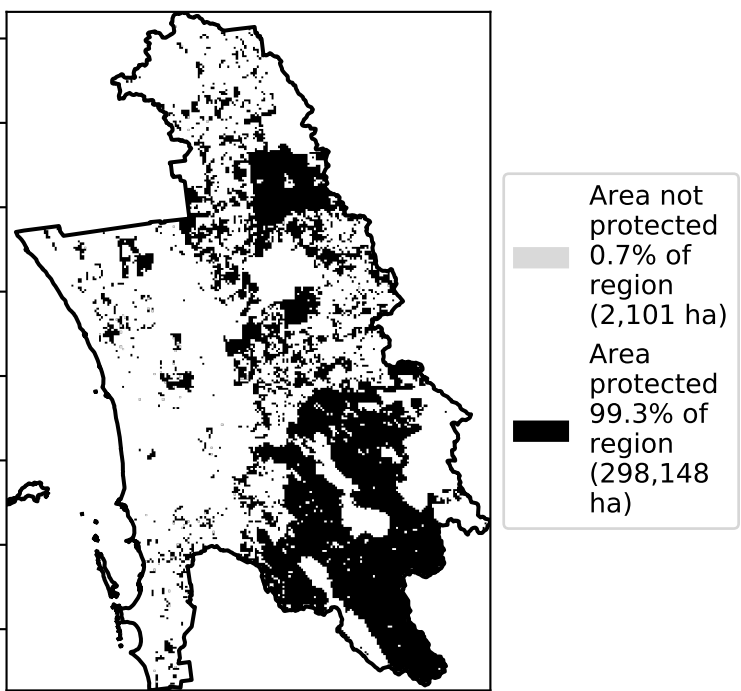 Area not
protected
0.7% of
region
(2,101 ha)
Area
protected
99.3% of
region
(298,148
ha)